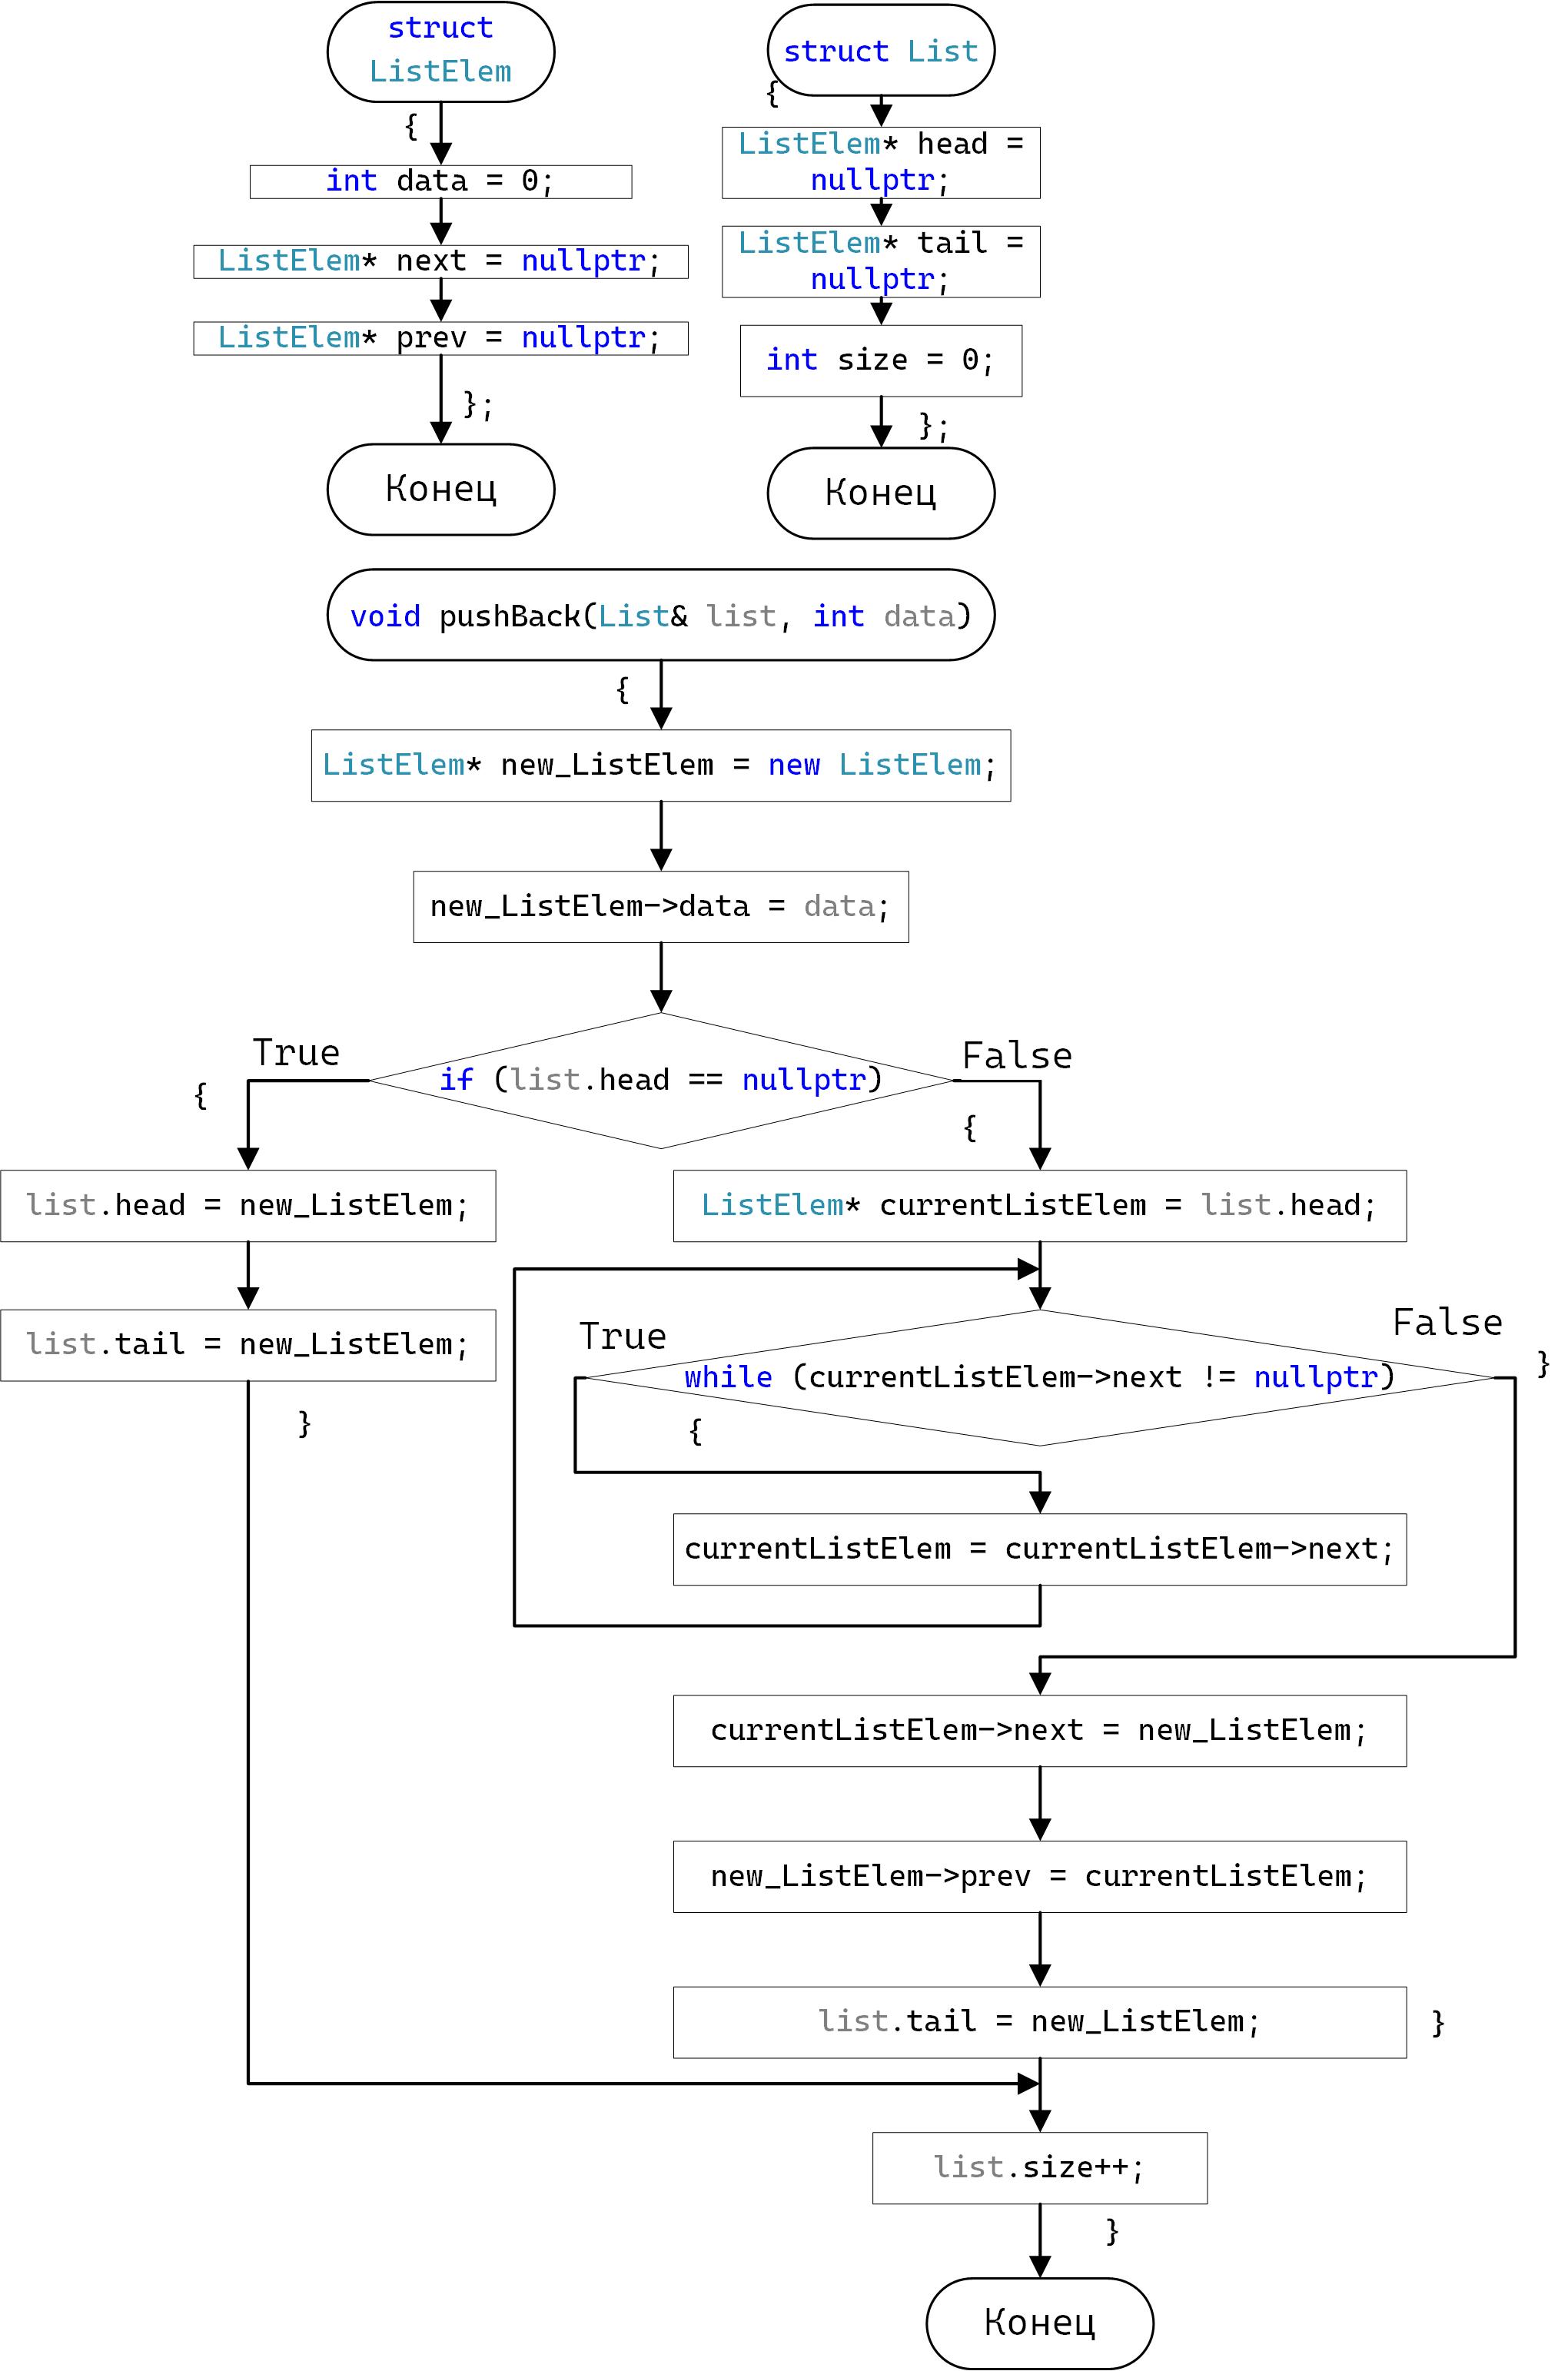 struct
ListElem
{
int data = 0;
ListElem* next = nullptr;
ListElem* prev = nullptr;
};
Конец
struct List
{
ListElem* head =
nullptr;
ListElem* tail =
nullptr;
int size = 0;
};
Конец
void pushBack(List& list, int data)
{
ListElem* new_ListElem = new ListElem;
new_ListElem->data = data;
if (list.head == nullptr)
True
{
list.head = new_ListElem;
list.tail = new_ListElem;
}
False
{
ListElem* currentListElem = list.head;
while (currentListElem->next != nullptr)
True
{
currentListElem = currentListElem->next;
False
}
currentListElem->next = new_ListElem;
new_ListElem->prev = currentListElem;
list.tail = new_ListElem;
}
list.size++;
}
Конец